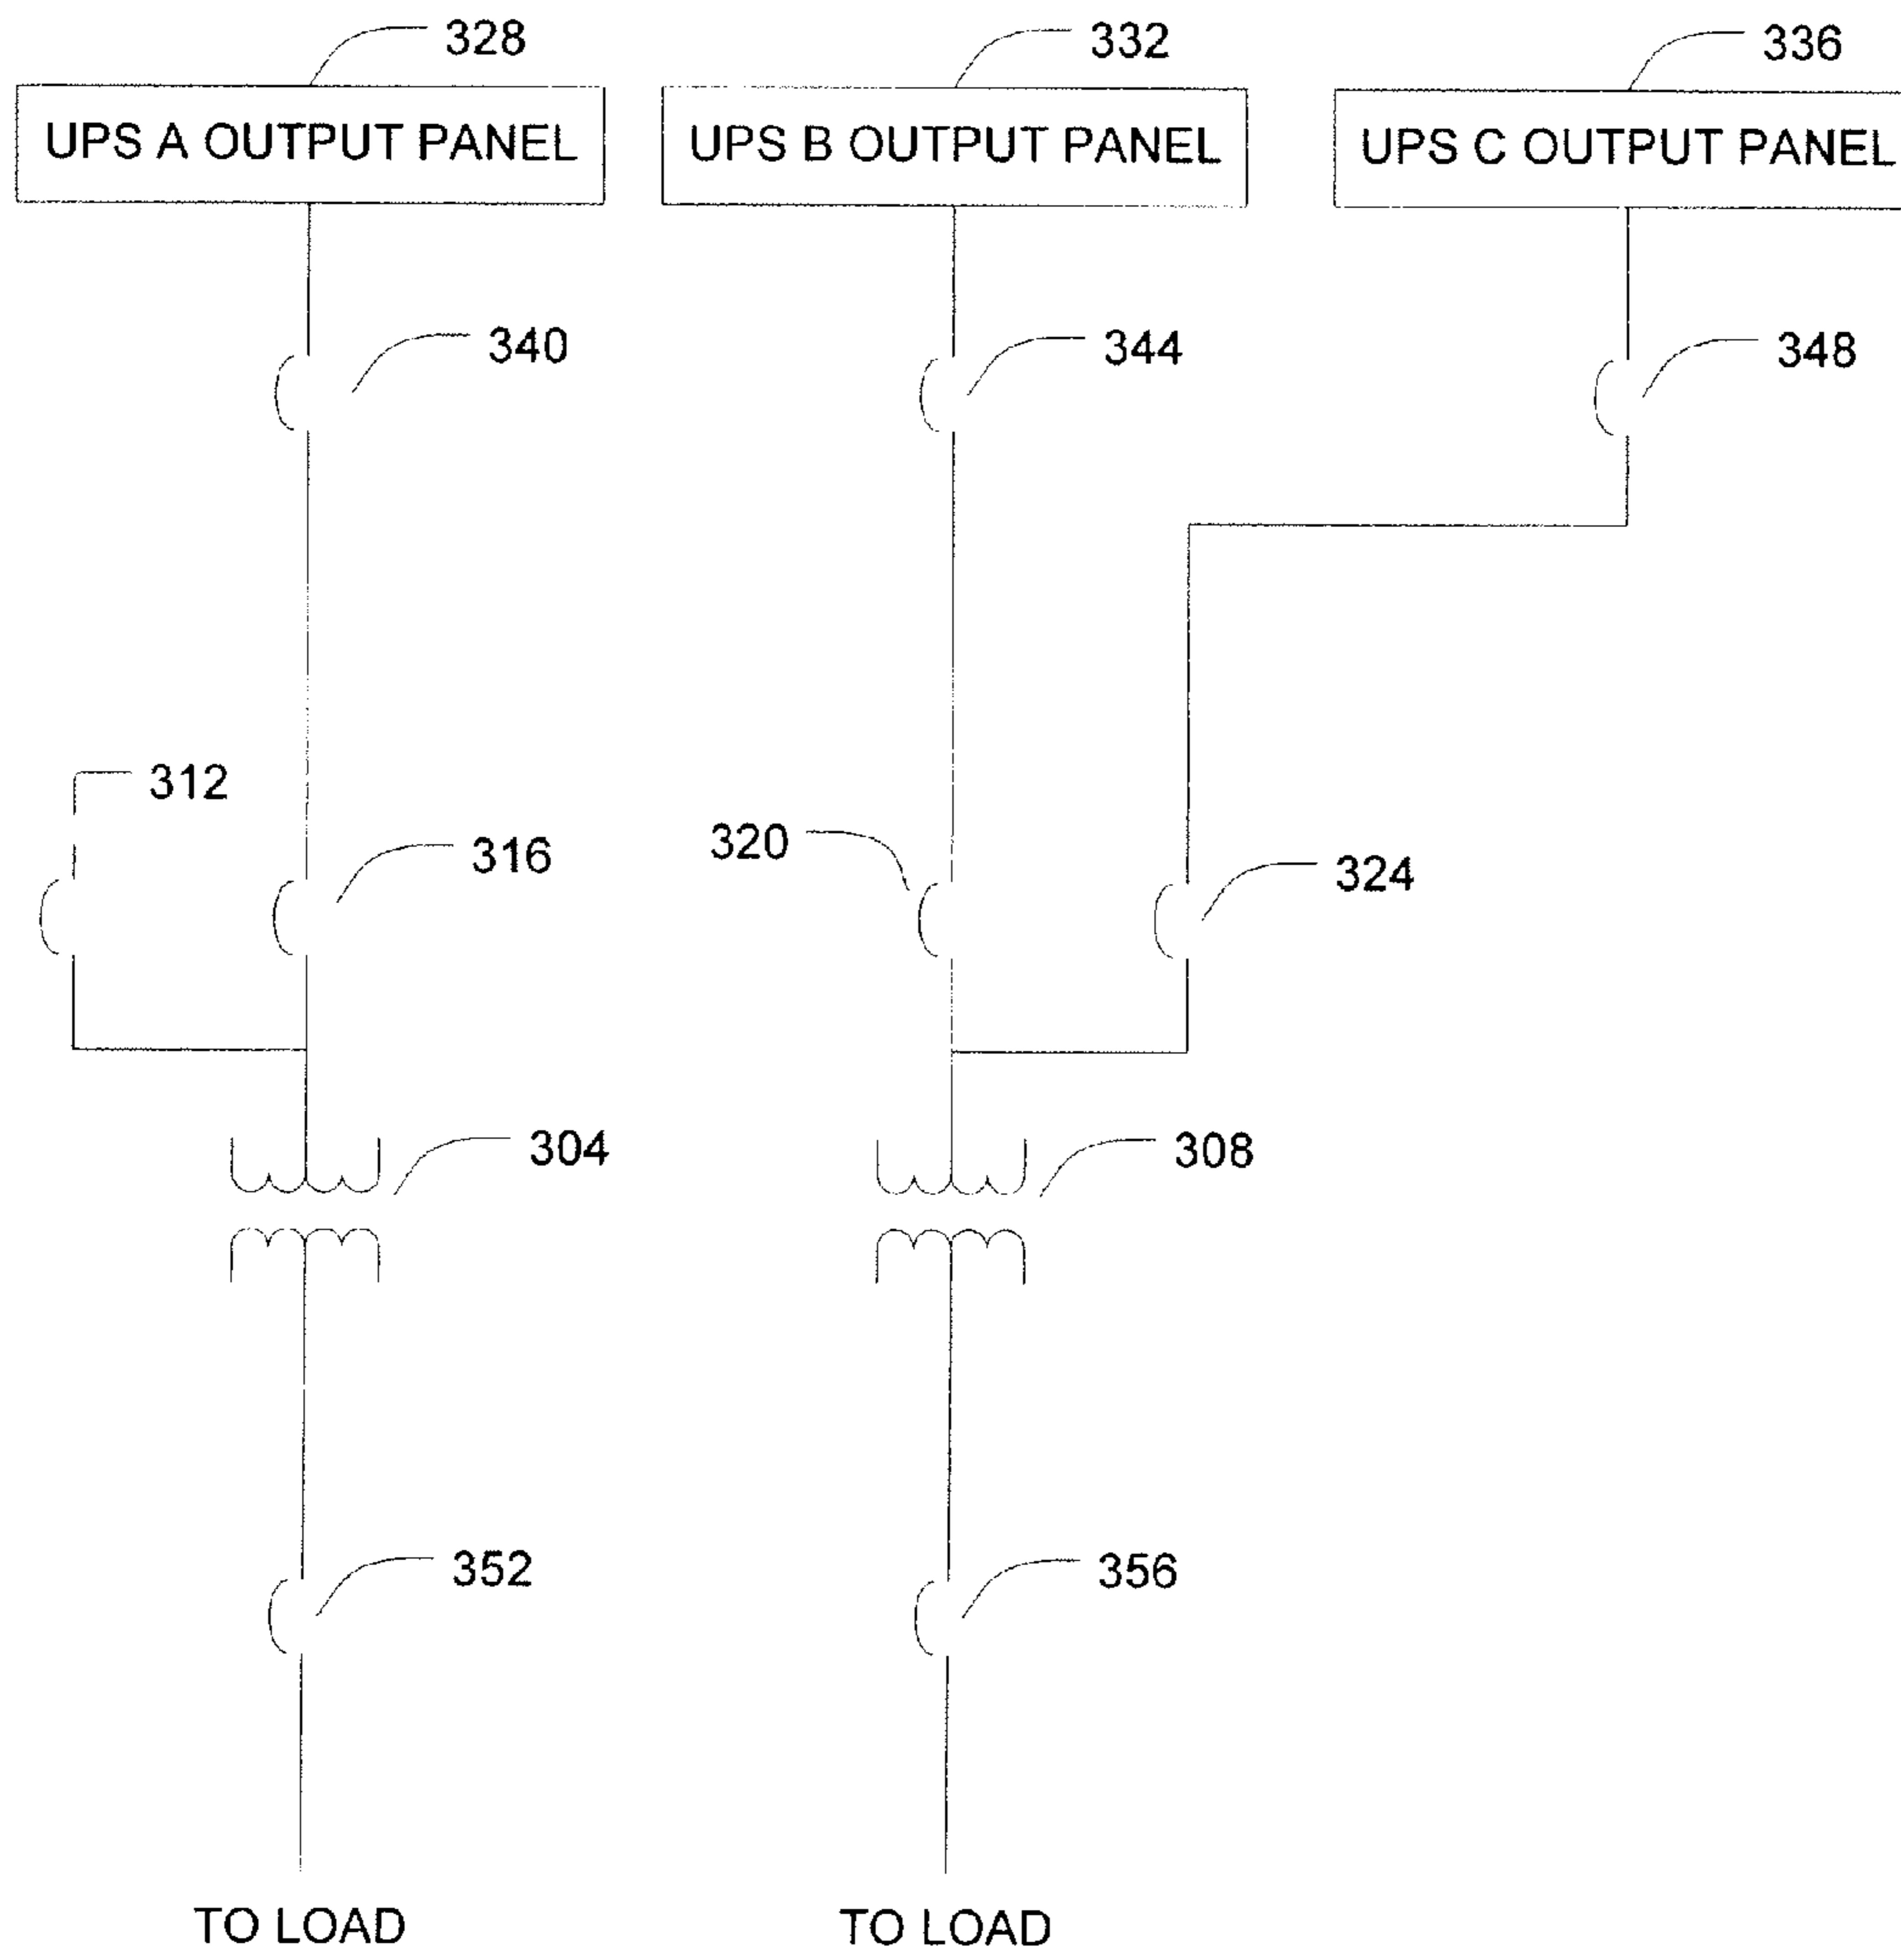 328
332
336
UPS A OUTPUT PANEL
UPS B OUTPUT PANEL
UPS C OUTPUT PANEL
340
344
348
312
316
320
324
304
308
352
356
TO LOAD
TO LOAD